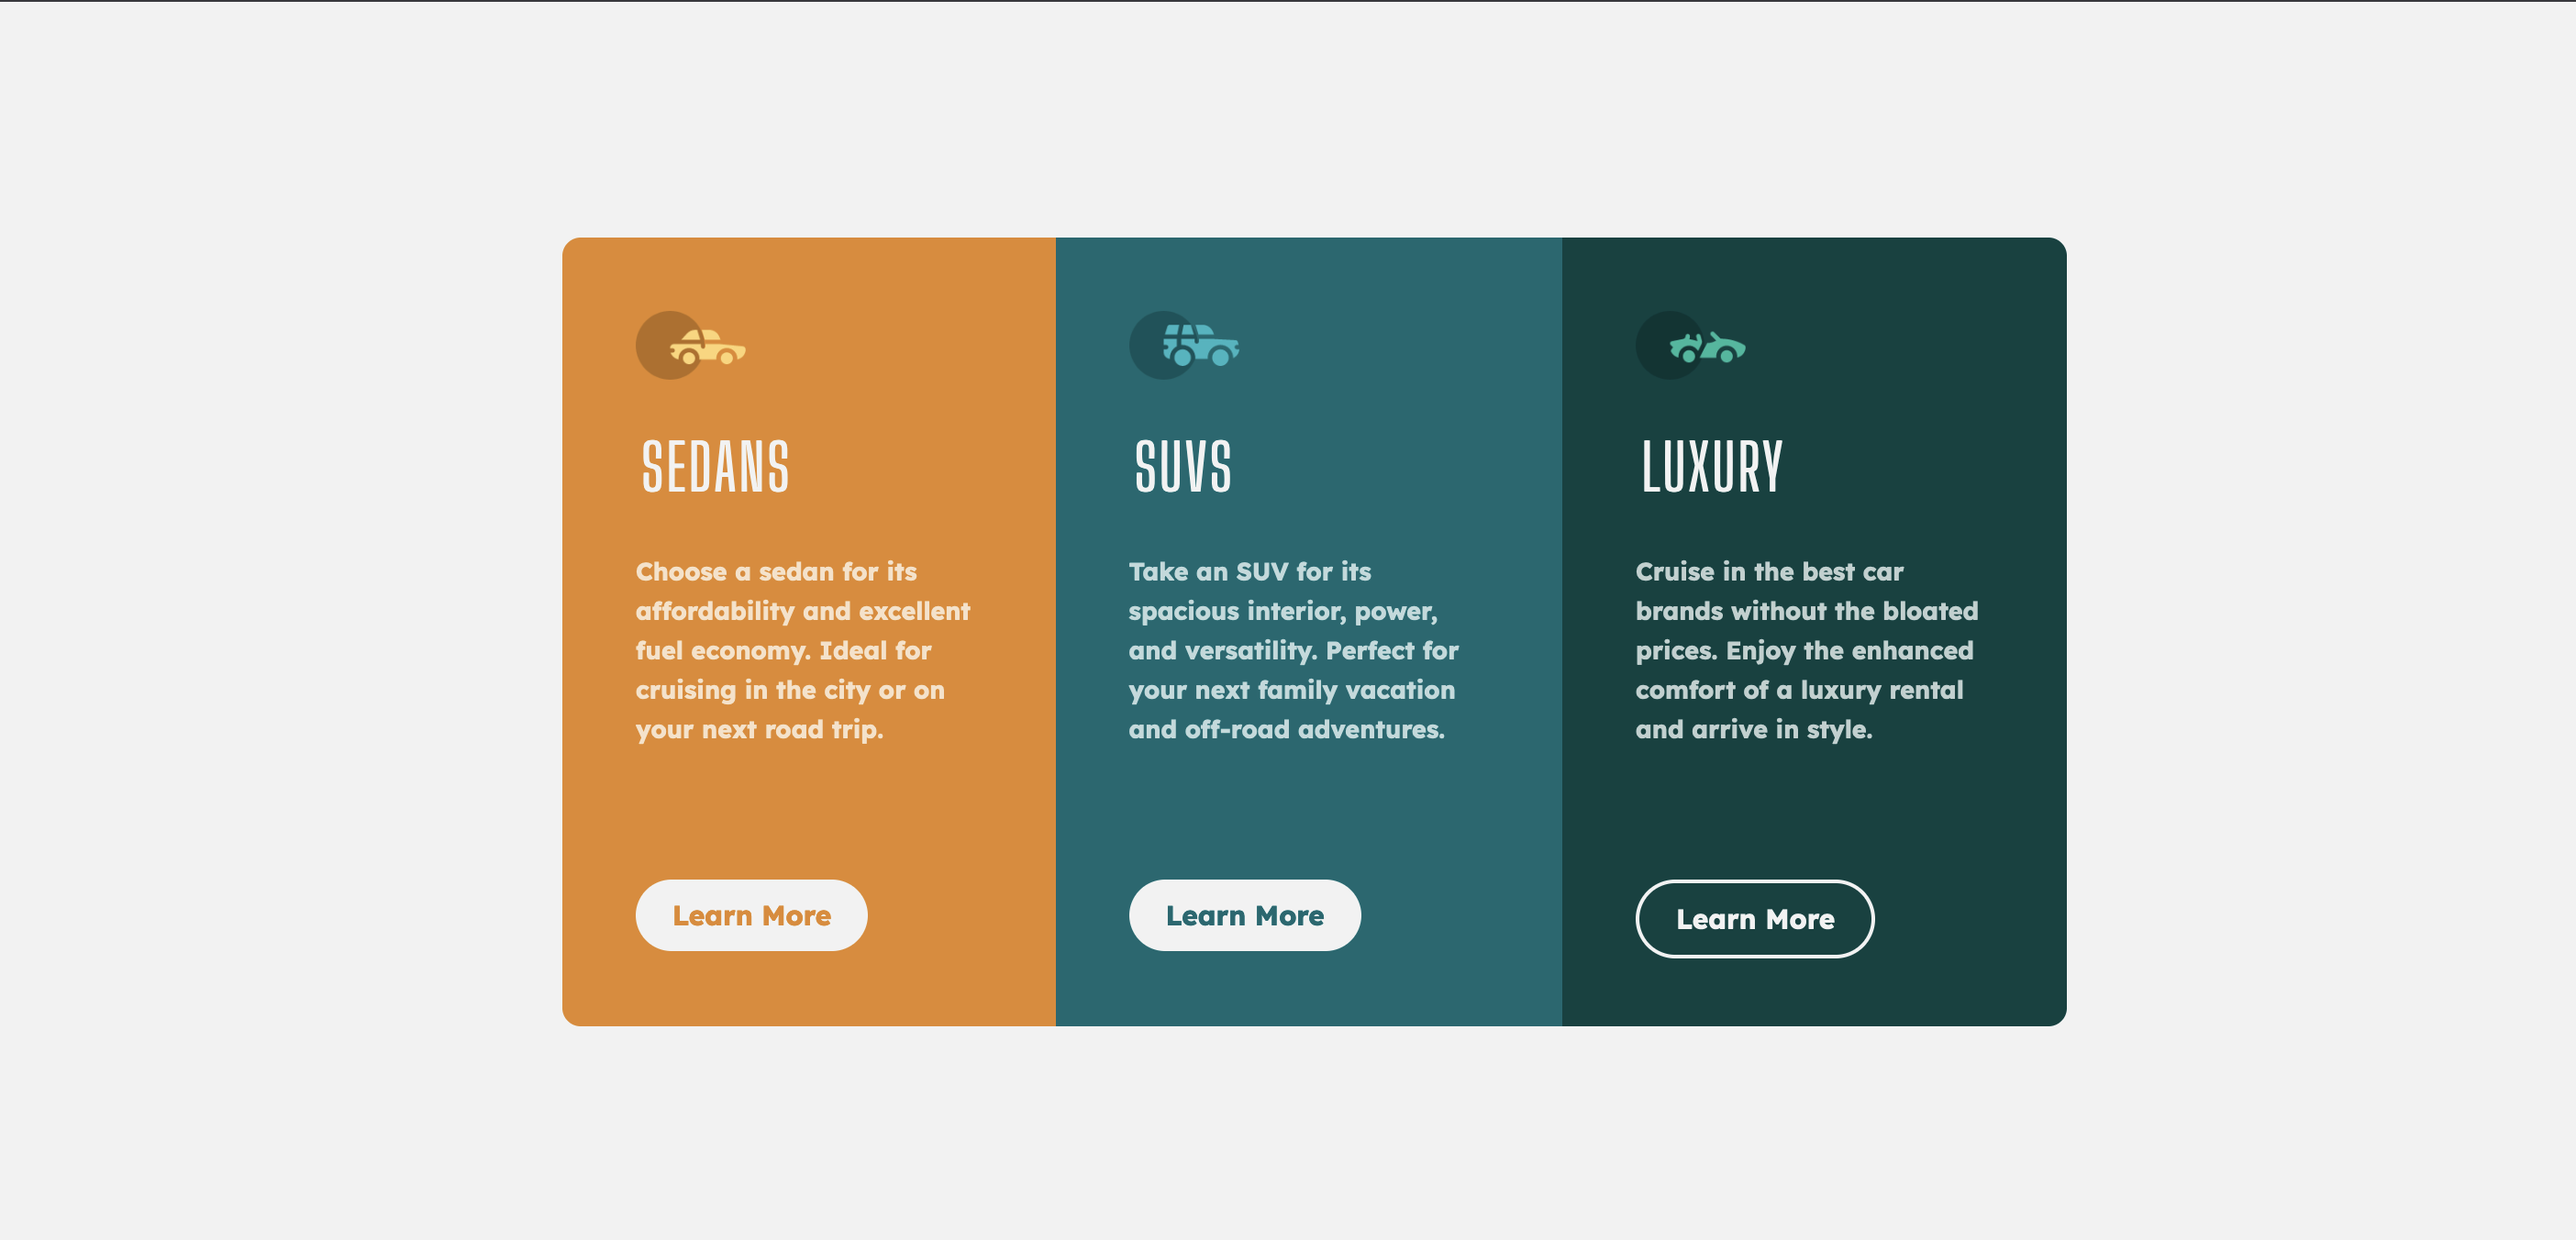 SEDANS
Choose a sedan for its
affordability and excellent
fuel economy. Ideal for
cruising in the city or on
your next road trip.
Learn More
SUVS
Take an SUV for its
spacious interior, power,
and versatility. Perfect for
your next family vacation
and off-road adventures.
Learn More
LUXURY
Cruise in the best car
brands without the bloated
prices. Enjoy the enhanced
comfort of a luxury rental
and arrive in style.
Learn More